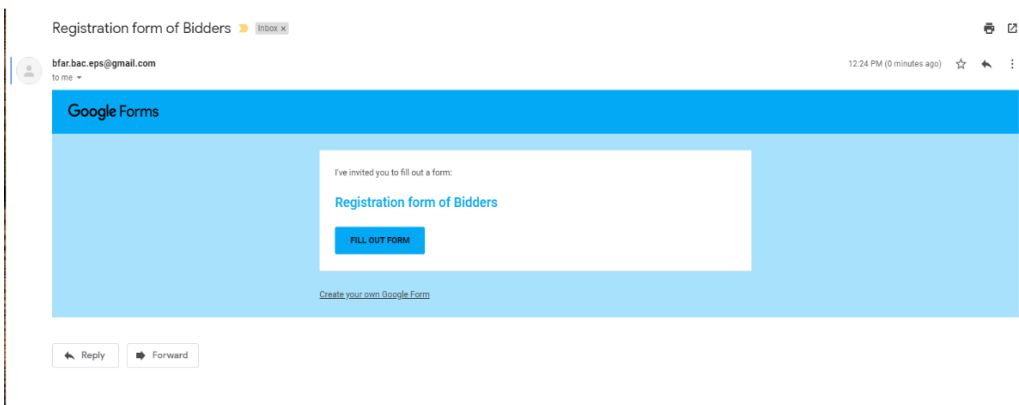 Registration form of Bidders Inbox x
bfar.bac.eps@gmail.com 12:24 PM (0 minutes ago)
to me
Google Forms
I've invited you to fill out a form:
Registration form of Bidders
FILL OUT FORM
Create your own Google Form
Reply Forward